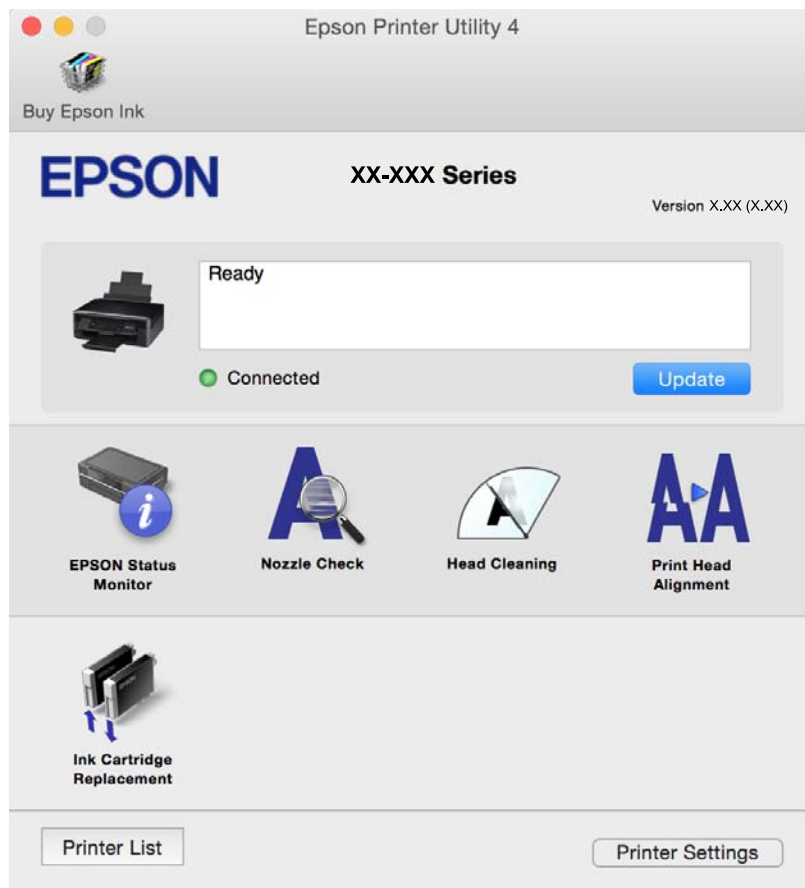 Epson Printer Utility 4
Buy Epson Ink
EPSON
XX-XXX Series
Version X.XX (X.XX)
Ready
Connected
Update
EPSON Status
Monitor
Nozzle Check
Head Cleaning
Print Head
Alignment
Ink Cartridge
Replacement
Printer List
Printer Settings